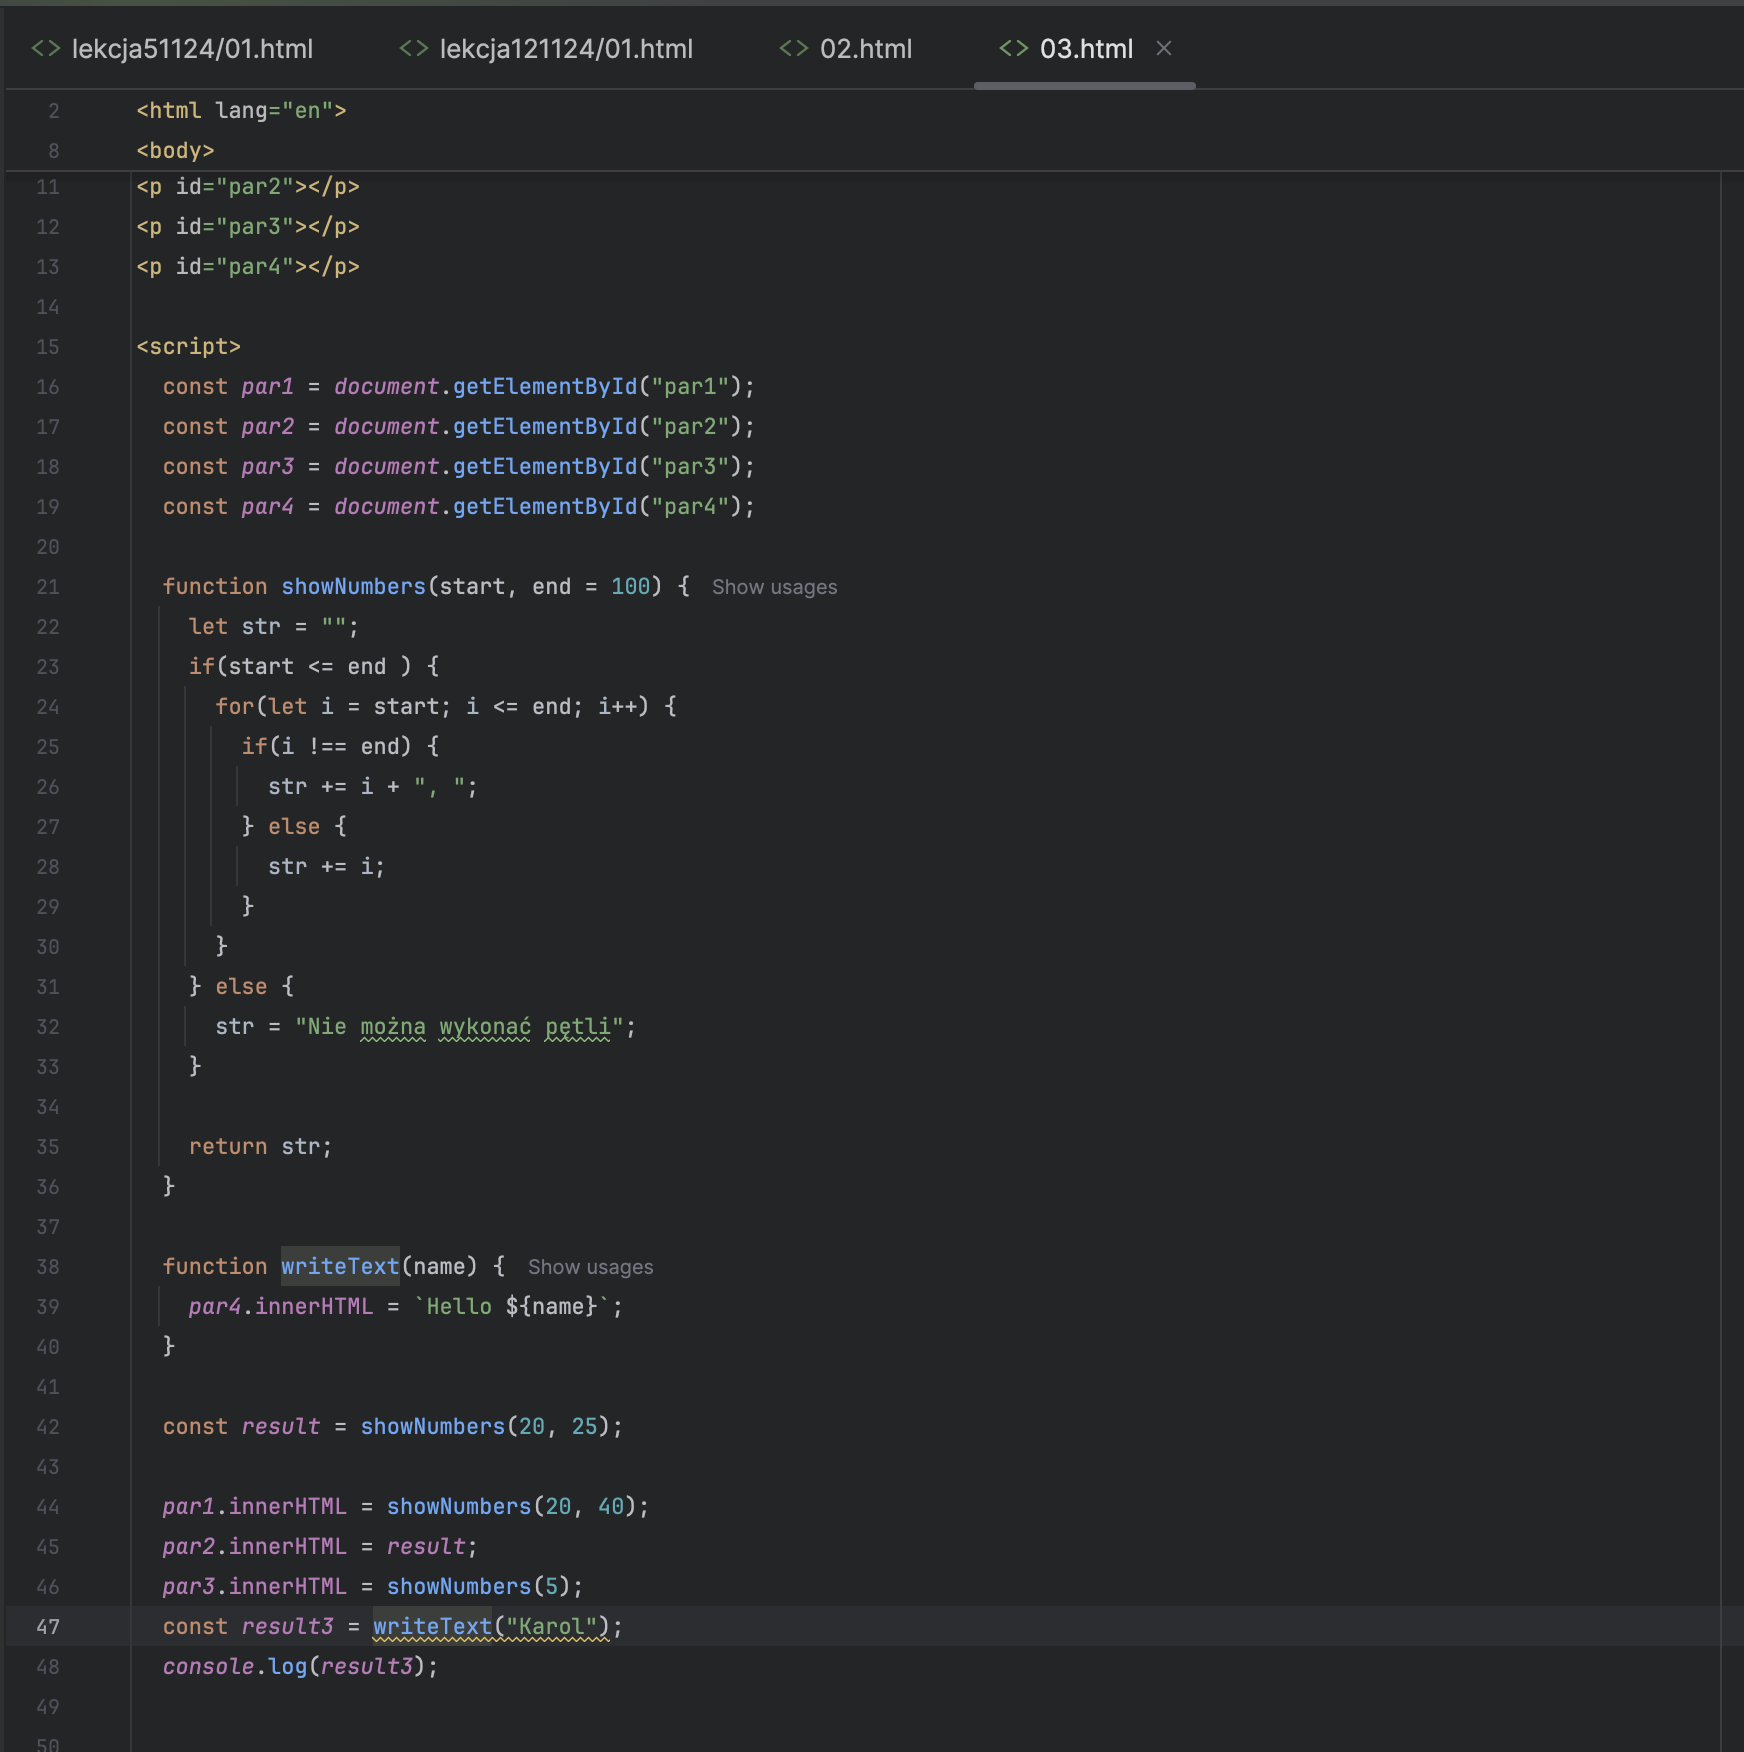 lekcja51124/01.html lekcja121124/01.html 02.html 03.html
2 <html lang="en">
8 <body>
11 <p id="par2"></p>
12 <p id="par3"></p>
13 <p id="par4"></p>
14
15 <script>
16 const par1 = document.getElementById("par1");
17 const par2 = document.getElementById("par2");
18 const par3 = document.getElementById("par3");
19 const par4 = document.getElementById("par4");
20
21 function showNumbers(start, end = 100) { Show usages
22 let str = "";
23 if(start <= end ) {
24 for(let i = start; i <= end; i++) {
25 if(i !== end) {
26 str += i + ", ";
27 } else {
28 str += i;
29 }
30 }
31 } else {
32 str = "Nie można wykonać pętli";
33 }
34
35 return str;
36 }
37
38 function writeText(name) { Show usages
39 par4.innerHTML = `Hello ${name}`;
40 }
41
42 const result = showNumbers(20, 25);
43
44 par1.innerHTML = showNumbers(20, 40);
45 par2.innerHTML = result;
46 par3.innerHTML = showNumbers(5);
47 const result3 = writeText("Karol");
48 console.log(result3);
49
50